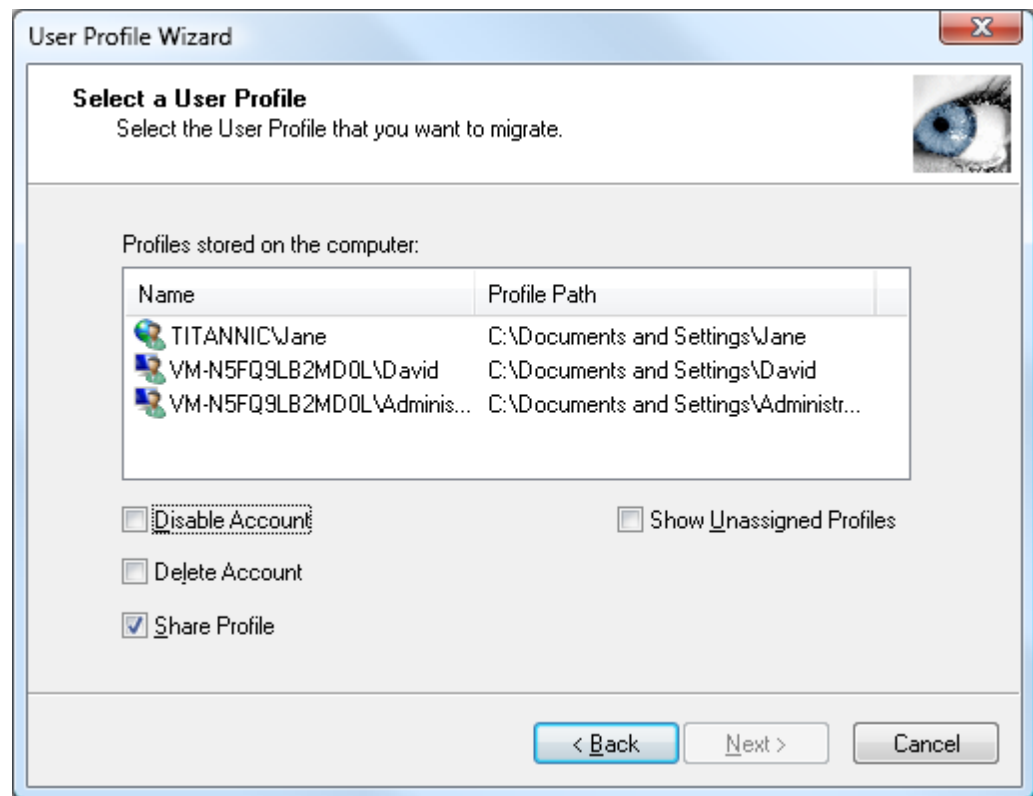 User Profile Wizard
Select a User Profile
Select the User Profile that you want to migrate.
Profiles stored on the computer:
Name Profile Path
TITANNIC\Jane C:\Documents and Settings\Jane
VM-N5FQ9LB2MD0L\David C:\Documents and Settings\David
VM-N5FQ9LB2MD0L\Adminis... C:\Documents and Settings\Administr...
Disable Account Show Unassigned Profiles
Delete Account
Share Profile
< Back Next > Cancel